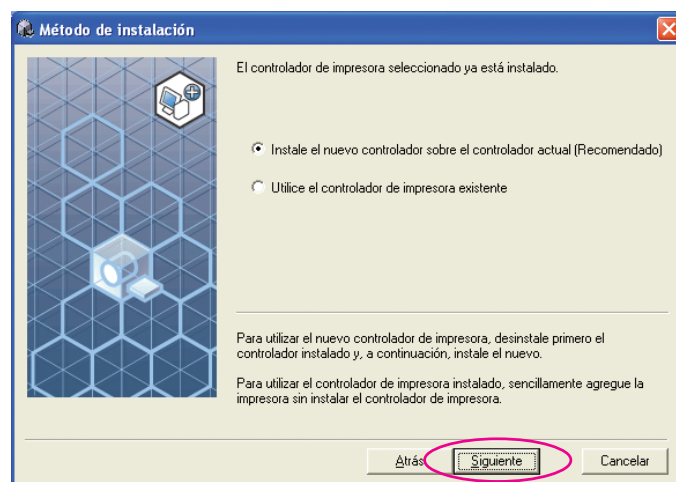 Método de instalación
El controlador de impresora seleccionado ya está instalado.
Instale el nuevo controlador sobre el controlador actual (Recomendado)
Utilice el controlador de impresora existente
Para utilizar el nuevo controlador de impresora, desinstale primero el
controlador instalado y, a continuación, instale el nuevo.
Para utilizar el controlador de impresora instalado, sencillamente agregue la
impresora sin instalar el controlador de impresora.
Atrás Siguiente Cancelar